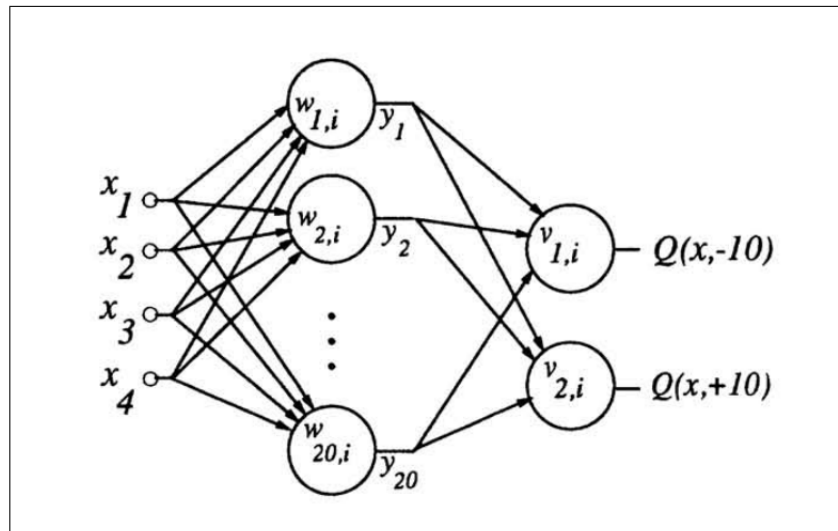 x1
x2
x3
x4
w1,i
y1
w2,i
y2
w20,i
y20
v1,i
Q(x,-10)
v2,i
Q(x,+10)